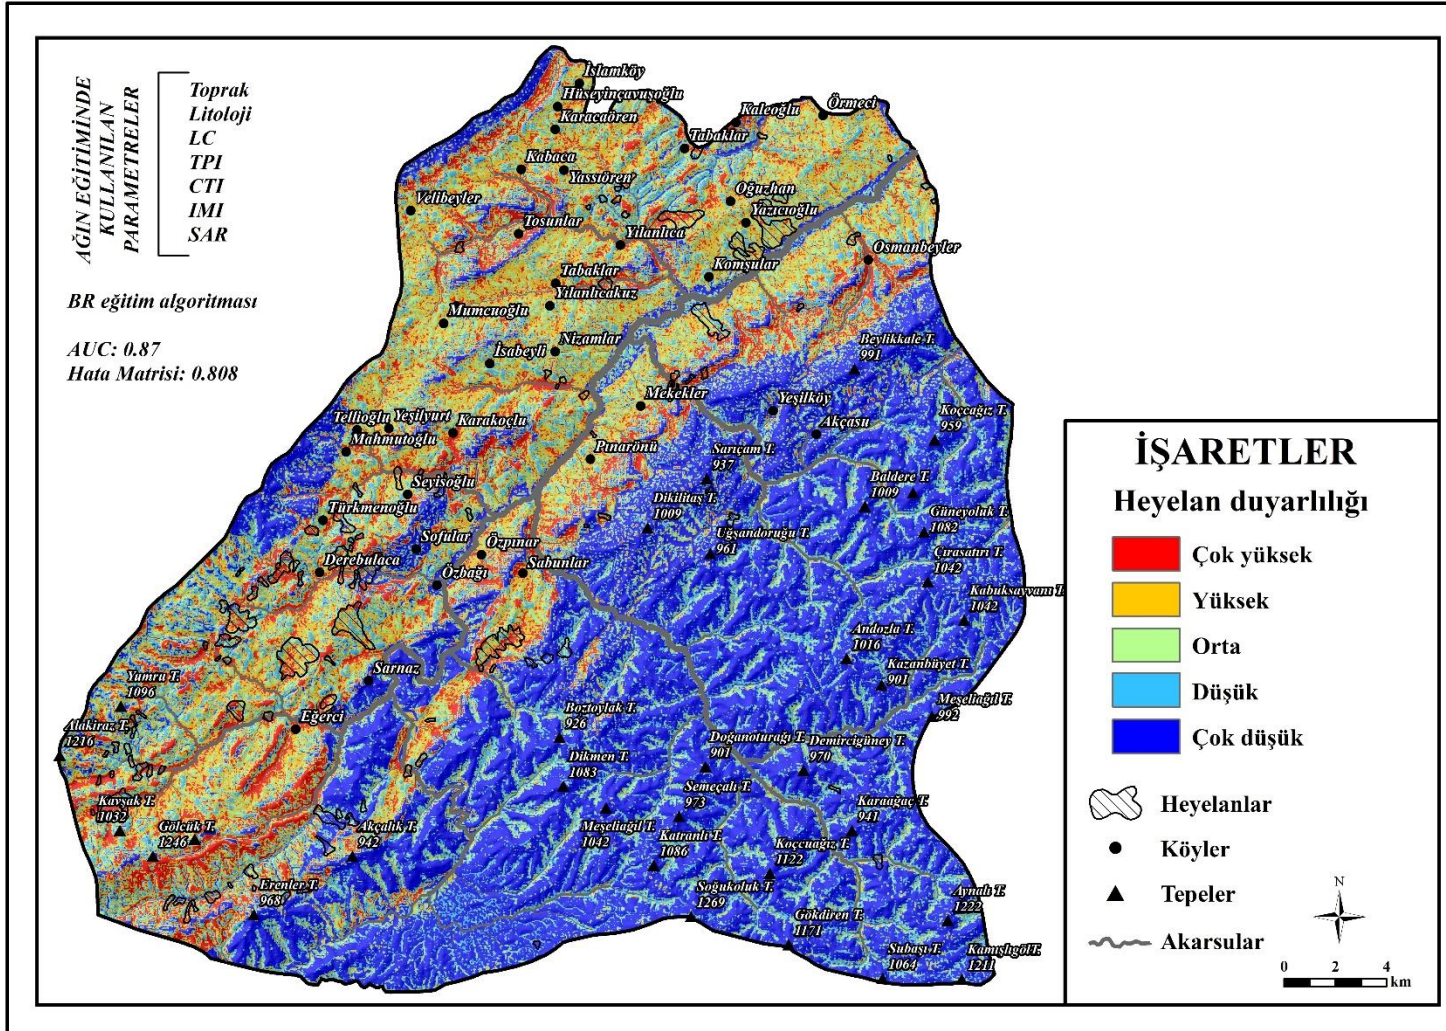 AĞIN EĞİTİMİNDE
KULLANILAN
PARAMETRELER
Toprak
Litoloji
LC
TPI
CTI
IMI
SAR
BR eğitim algoritması
AUC: 0.87
Hata Matrisi: 0.808
İslamköy
Hüseyinçavuşoğlu
Karacaören
Kaleoğlu
Örmeci
Tabaklar
Kabaca
Yassıören
Velibeyler
Oğuzhan
Yazıcıoğlu
Tosunlar
Yılanlıca
Osmanbeyler
Tabaklar
Komşular
Yılanlıcakuz
Mumcuoğlu
Nizamlar
İsabeyli
Beylikkale T.
991
Mekekler
Yeşilköy
Koçcağız T.
959
Tellioğlu
Yeşilyurt
Karakoçlu
Akçasu
Mahmutoğlu
Pınarönü
Sarıçam T.
937
Seyisoğlu
Dikilitaş T.
1009
Baldere T.
1009
Türkmenoğlu
Güneyoluk T.
1082
Sofular
Özpınar
Uğşandoruğu T.
961
Çırasatırı T.
1042
Derebulaca
Özbağı
Sabunlar
Kabuksayvanı T.
1042
Andozla T.
1016
Sarnaz
Kazanbüyet T.
901
Yumru T.
1096
Meşeliağıl T.
992
Eğerci
Boztoylak T.
926
Alakiraz T.
1216
Doğanoturağı T.
901
Demircigüney T.
970
Dikmen T.
1083
Semeçalı T.
973
Kavşak T.
1032
Karaağaç T.
941
Gölcük T.
1246
Akçalık T.
942
Meşeliağıl T.
1042
Katranlı T.
1086
Koçcuağız T.
1122
Erenler T.
968
Soğukoluk T.
1269
Aynalı T.
1222
Gökdiren T.
1171
Subaşı T.
1064
Kamışlıgöl T.
1211
İŞARETLER
Heyelan duyarlılığı
Çok yüksek
Yüksek
Orta
Düşük
Çok düşük
Heyelanlar
Köyler
Tepeler
Akarsular
N
0 2 4
km